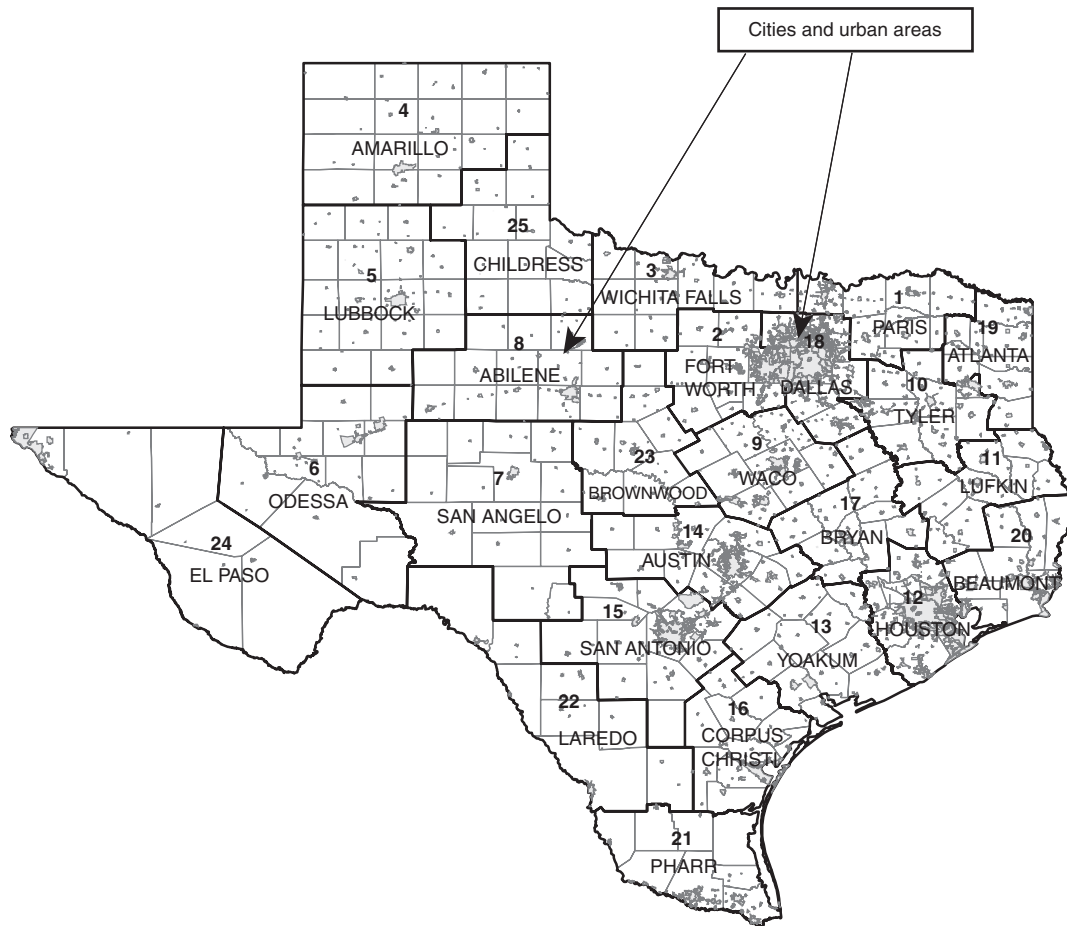 Cities and urban areas
4
AMARILLO
25
CHILDRESS
5
LUBBOCK
3
WICHITA FALLS
1
PARIS
19
ATLANTA
2
FORT
WORTH
18
DALLAS
8
ABILENE
10
TYLER
9
WACO
11
LUFKIN
23
BROWNWOOD
6
ODESSA
7
SAN ANGELO
17
BRYAN
14
AUSTIN
20
BEAUMONT
24
EL PASO
12
HOUSTON
15
SAN ANTONIO
13
YOAKUM
22
LAREDO
16
CORPUS
CHRISTI
21
PHARR